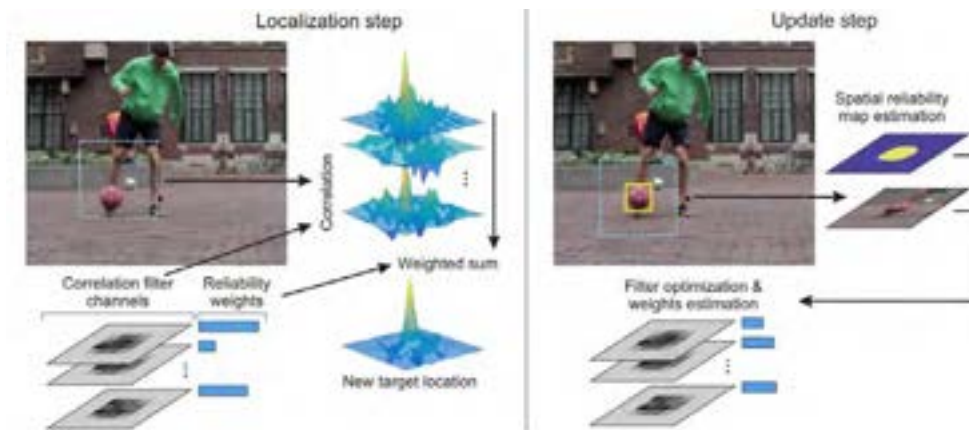 Localization step
Correlation
⋮
Weighted sum
Correlation filter
channels
Reliability
weights
⋮
New target location
Update step
Spatial reliability
map estimation
Filter optimization &
weights estimation
⋮